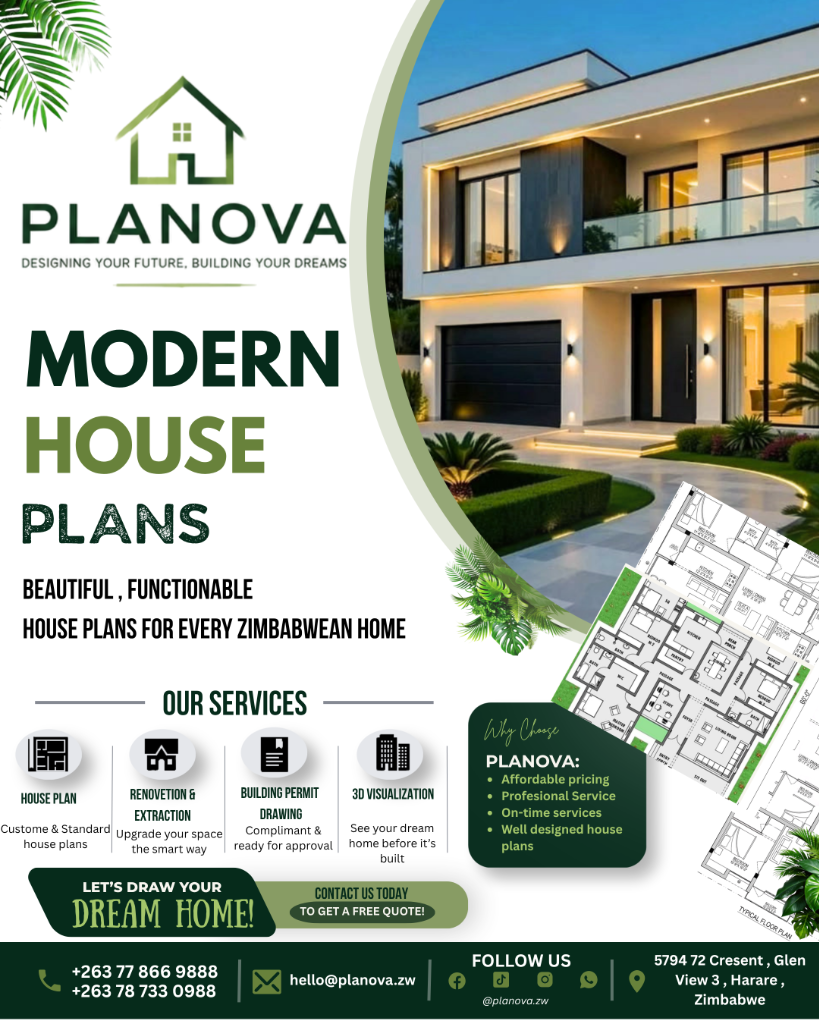 PLANOVA
DESIGNING YOUR FUTURE, BUILDING YOUR DREAMS
MODERN
HOUSE
PLANS
BEAUTIFUL , FUNCTIONABLE
HOUSE PLANS FOR EVERY ZIMBABWEAN HOME
OUR SERVICES
HOUSE PLAN
Custome & Standard
house plans
RENOVETION &
EXTRACTION
Upgrade your space
the smart way
BUILDING PERMIT
DRAWING
Complimant &
ready for approval
3D VISUALIZATION
See your dream
home before it's
built
Why Choose
PLANOVA:
• Affordable pricing
• Profesional Service
• On-time services
• Well designed house
plans
KITCHEN
PANTRY
PASSAGE
LIVING ROOM
TYPICAL FLOOR PLAN
LET'S DRAW YOUR
DREAM HOME!
CONTACT US TODAY
TO GET A FREE QUOTE!
+263 77 866 9888
+263 78 733 0988
hello@planova.zw
FOLLOW US
@planova.zw
5794 72 Cresent , Glen
View 3 , Harare ,
Zimbabwe